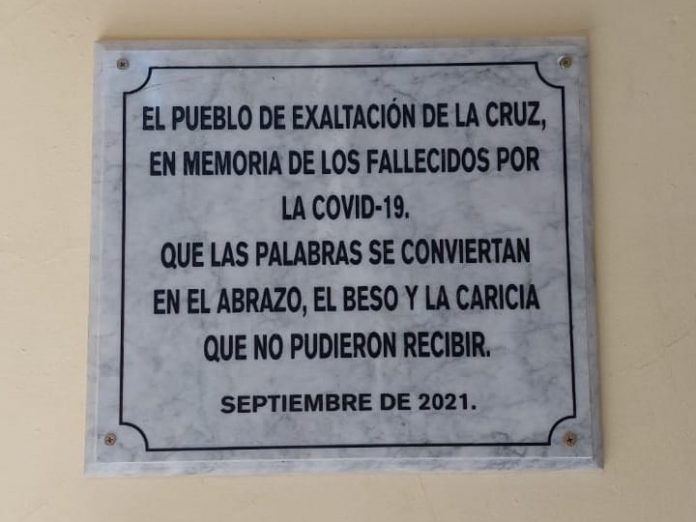 EL PUEBLO DE EXALTACIÓN DE LA CRUZ,
EN MEMORIA DE LOS FALLECIDOS POR
LA COVID-19.
QUE LAS PALABRAS SE CONVIERTAN
EN EL ABRAZO, EL BESO Y LA CARICIA
QUE NO PUDIERON RECIBIR.
SEPTIEMBRE DE 2021.